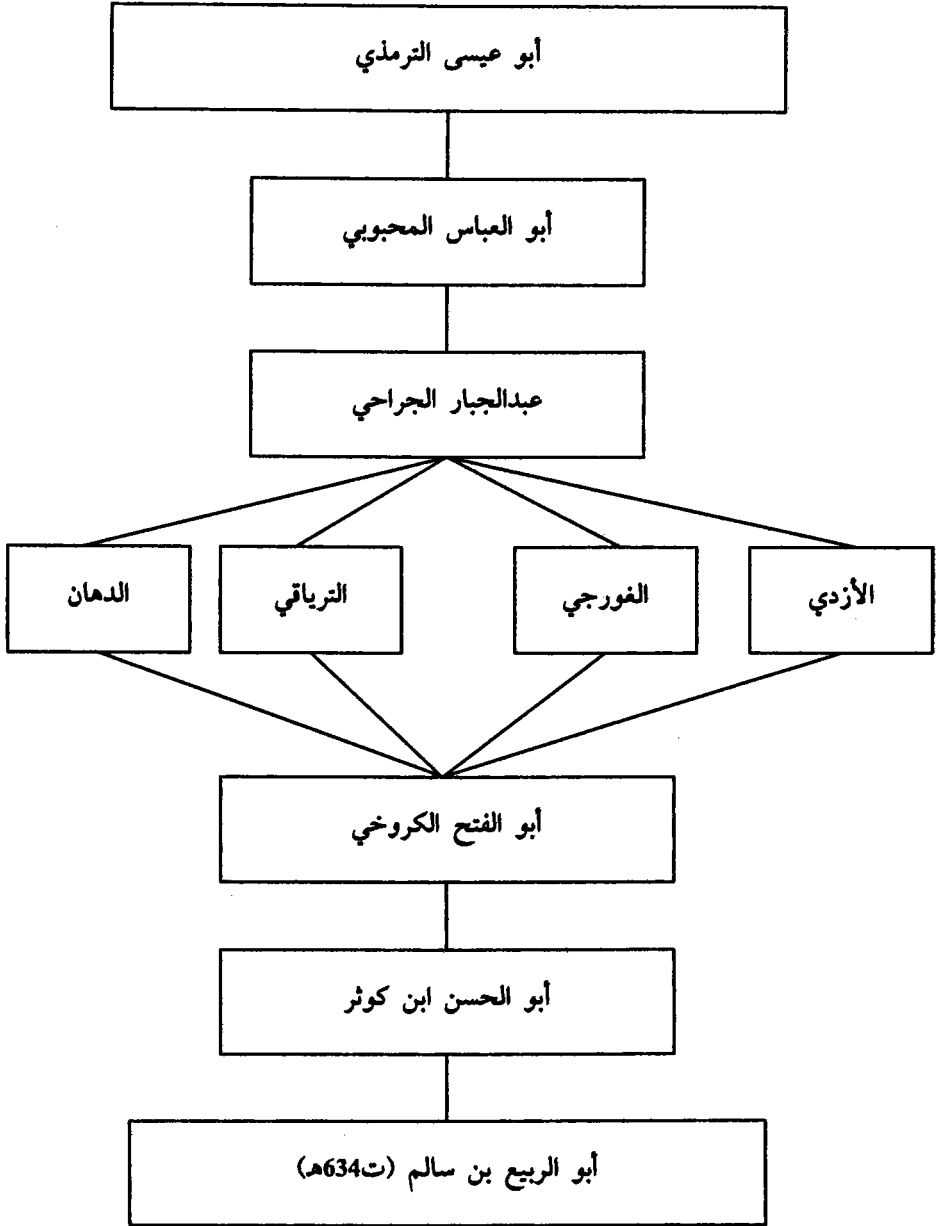 أبو عيسى الترمذي
أبو العباس المحبوبي
عبدالجبار الجراحي
الأزدي
الغورجي
الترياقي
الدهان
أبو الفتح الكروخي
أبو الحسن ابن كوثر
أبو الربيع بن سالم (ت634هـ)